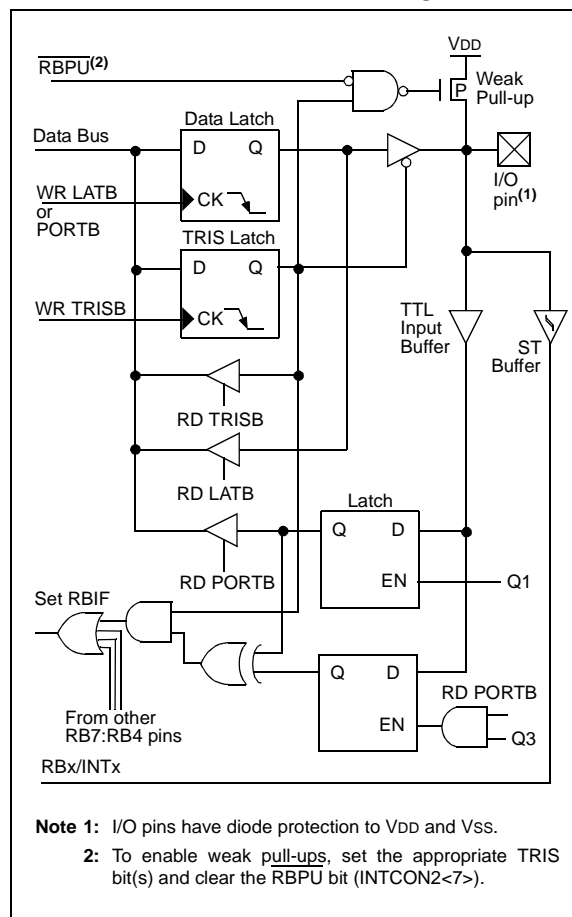 VDD
RBPU(2)
P
Weak
Pull-up
Data Latch
Data Bus
D Q
I/O
pin(1)
WR LATB
or
PORTB
CK
TRIS Latch
D Q
WR TRISB
CK
TTL
Input
Buffer
ST
Buffer
RD TRISB
RD LATB
Latch
Q D
RD PORTB
EN Q1
Set RBIF
Q D
RD PORTB
EN
Q3
From other
RB7:RB4 pins
RBx/INTx
Note 1: I/O pins have diode protection to VDD and VSS.
2: To enable weak pull-ups, set the appropriate TRIS
bit(s) and clear the RBPU bit (INTCON2<7>).